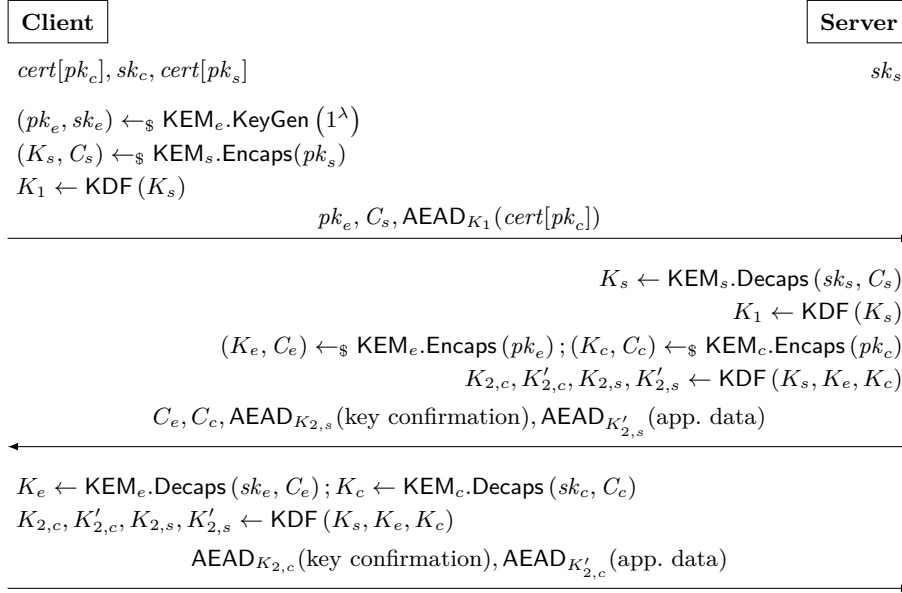 Client Server
cert[pk_c], sk_c, cert[pk_s] sk_s
(pk_e, sk_e) ←$ KEM_e.KeyGen (1^λ)
(K_s, C_s) ←$ KEM_s.Encaps(pk_s)
K_1 ← KDF (K_s)
pk_e, C_s, AEAD_{K_1}(cert[pk_c])
K_s ← KEM_s.Decaps (sk_s, C_s)
K_1 ← KDF (K_s)
(K_e, C_e) ←$ KEM_e.Encaps (pk_e) ; (K_c, C_c) ←$ KEM_c.Encaps (pk_c)
K_{2,c}, K'_{2,c}, K_{2,s}, K'_{2,s} ← KDF (K_s, K_e, K_c)
C_e, C_c, AEAD_{K_{2,s}}(key confirmation), AEAD_{K'_{2,s}}(app. data)
K_e ← KEM_e.Decaps (sk_e, C_e) ; K_c ← KEM_c.Decaps (sk_c, C_c)
K_{2,c}, K'_{2,c}, K_{2,s}, K'_{2,s} ← KDF (K_s, K_e, K_c)
AEAD_{K_{2,c}}(key confirmation), AEAD_{K'_{2,c}}(app. data)